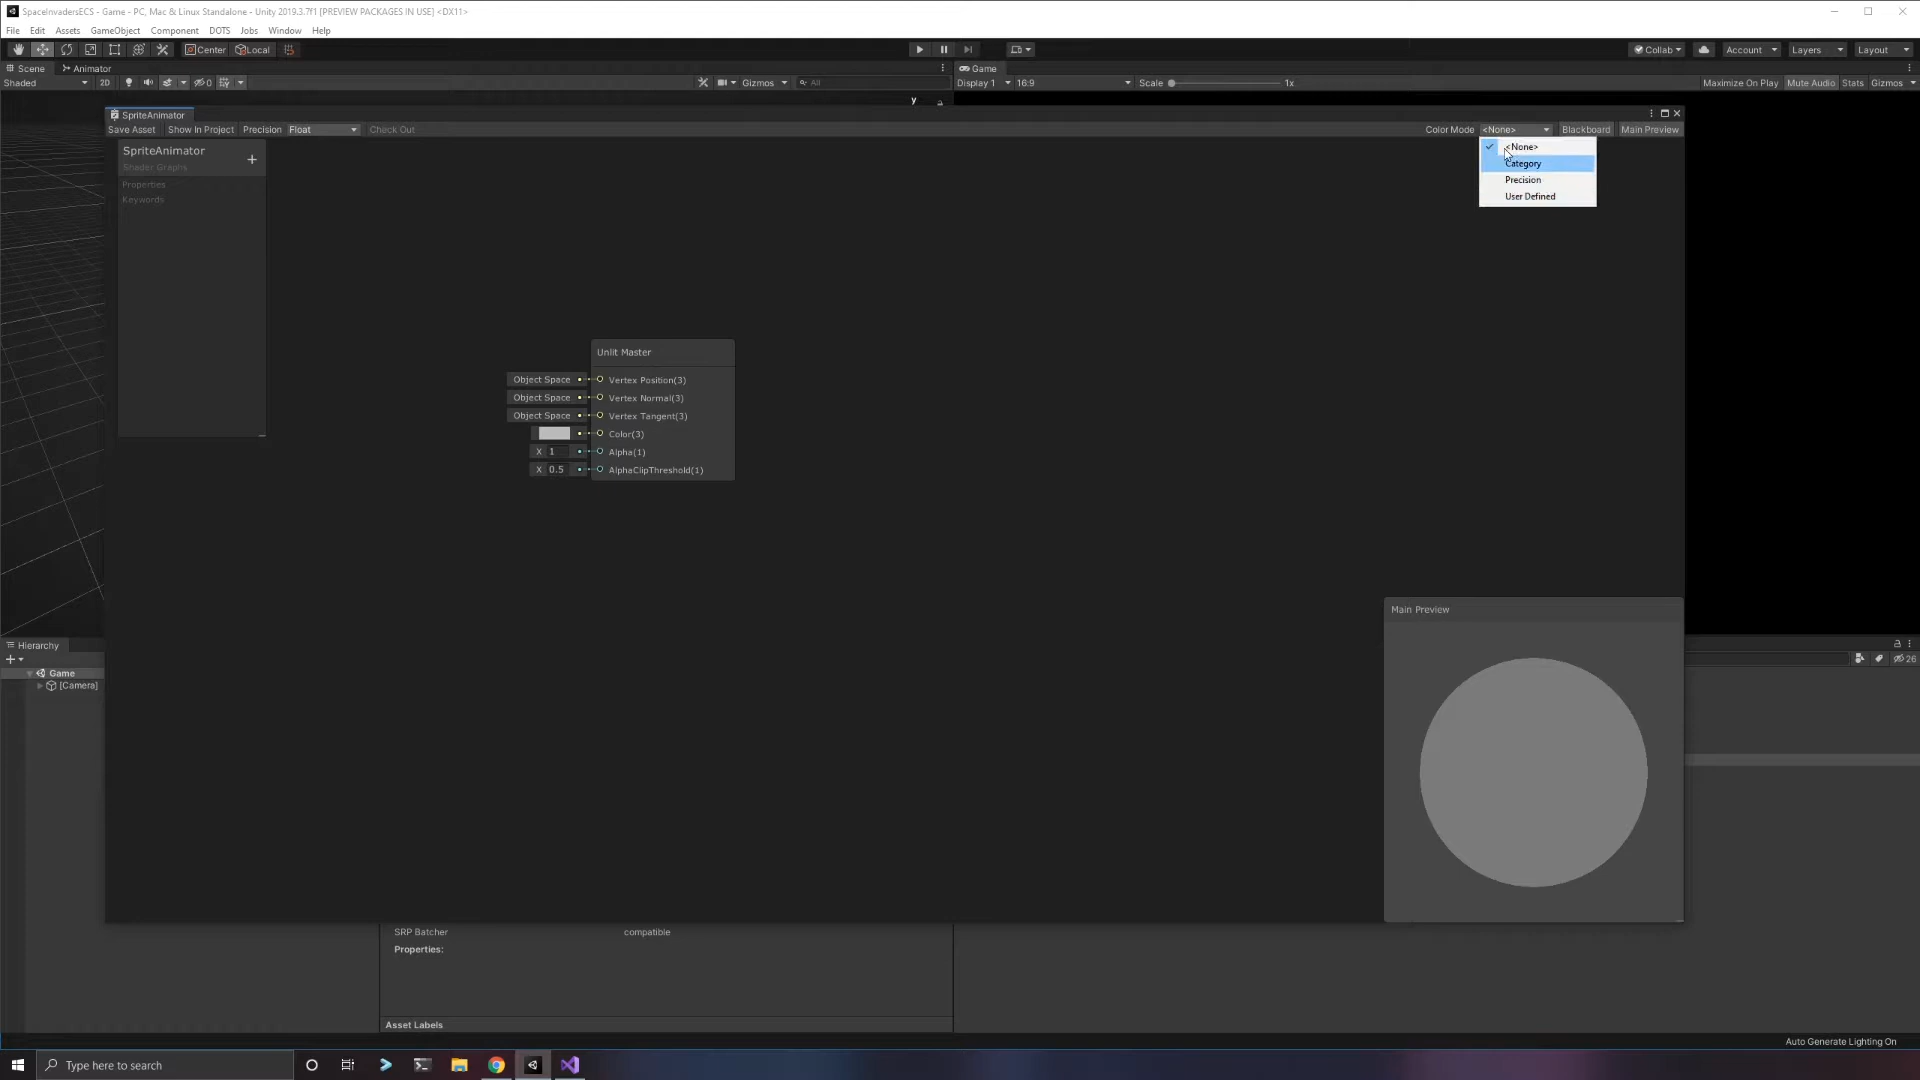 SpaceInvadersECS - Game - PC, Mac & Linux Standalone - Unity 2019.3.7f1 [PREVIEW PACKAGES IN USE] <DX11>
File Edit Assets GameObject Component DOTS Jobs Window Help
Center Local Collab Account Layers Layout
Scene Animator Game
Shaded 2D 0 Gizmos All Display 1 16:9 Scale 1x Maximize On Play Mute Audio Stats Gizmos
y
SpriteAnimator
Save Asset Show In Project Precision Float Check Out Color Mode <None> Blackboard Main Preview
SpriteAnimator
Shader Graphs
Properties
Keywords
<None>
Category
Precision
User Defined
Unlit Master
Object Space Vertex Position(3)
Object Space Vertex Normal(3)
Object Space Vertex Tangent(3)
Color(3)
X 1 Alpha(1)
X 0.5 AlphaClipThreshold(1)
Main Preview
Hierarchy
26
Game
[Camera]
SRP Batcher compatible
Properties:
Asset Labels
Auto Generate Lighting On
Type here to search